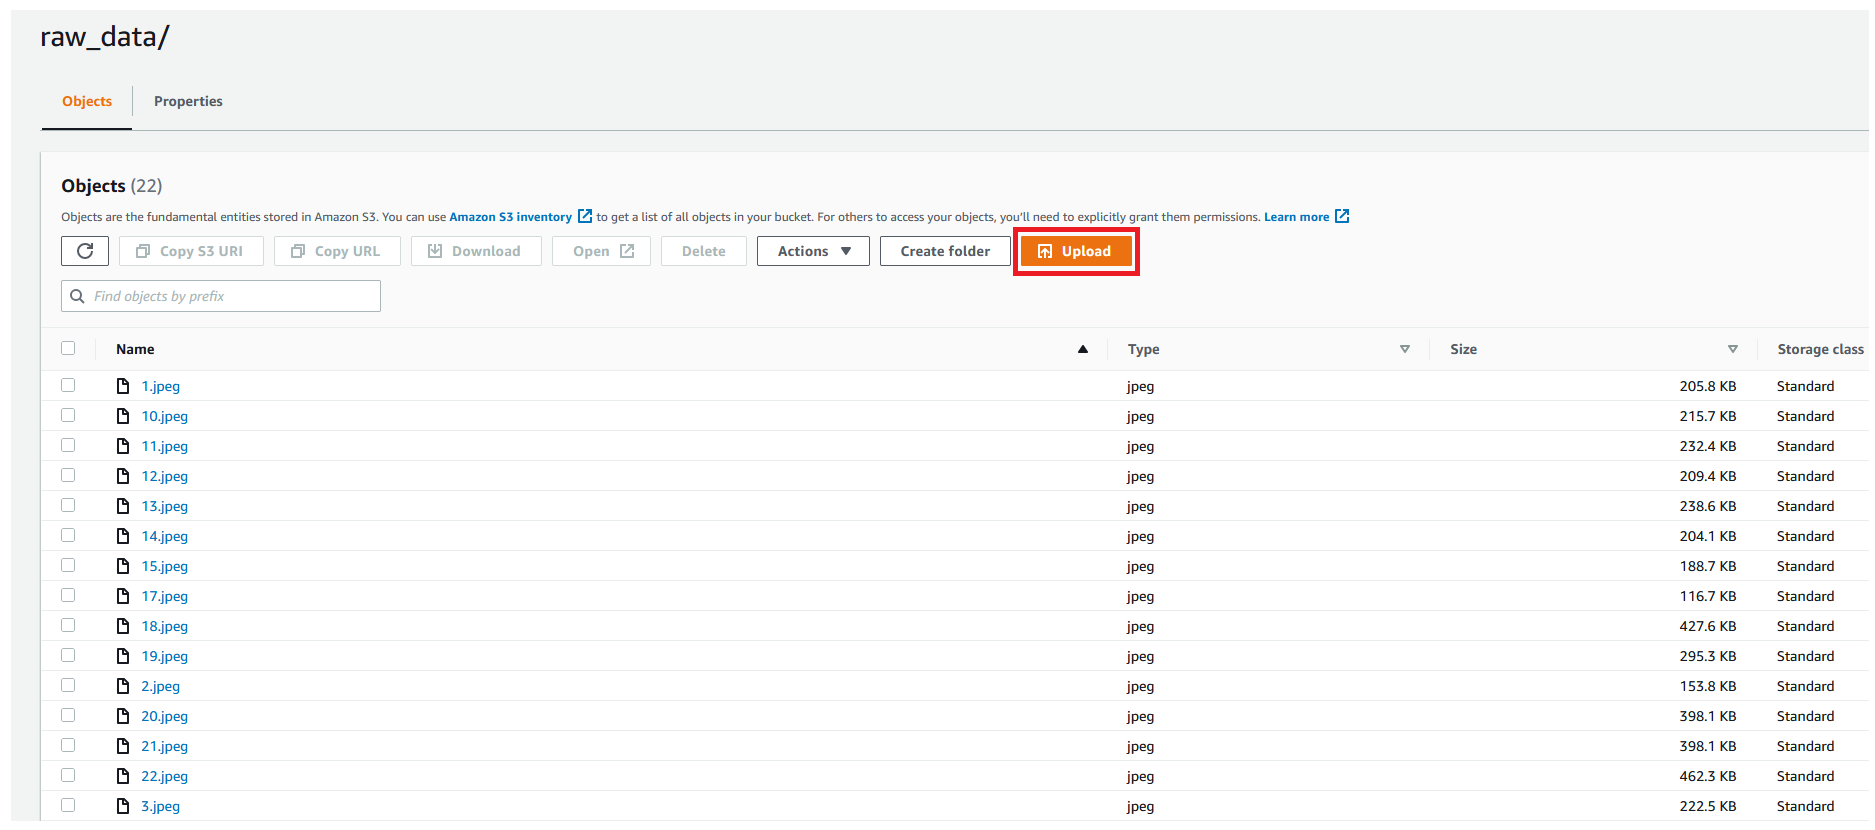 raw_data/
Objects Properties
Objects (22)
Objects are the fundamental entities stored in Amazon S3. You can use Amazon S3 inventory to get a list of all objects in your bucket. For others to access your objects, you'll need to explicitly grant them permissions. Learn more
Copy S3 URI Copy URL Download Open Delete Actions Create folder Upload
Find objects by prefix
Name Type Size Storage class
1.jpeg jpeg 205.8 KB Standard
10.jpeg jpeg 215.7 KB Standard
11.jpeg jpeg 232.4 KB Standard
12.jpeg jpeg 209.4 KB Standard
13.jpeg jpeg 238.6 KB Standard
14.jpeg jpeg 204.1 KB Standard
15.jpeg jpeg 188.7 KB Standard
17.jpeg jpeg 116.7 KB Standard
18.jpeg jpeg 427.6 KB Standard
19.jpeg jpeg 295.3 KB Standard
2.jpeg jpeg 153.8 KB Standard
20.jpeg jpeg 398.1 KB Standard
21.jpeg jpeg 398.1 KB Standard
22.jpeg jpeg 462.3 KB Standard
3.jpeg jpeg 222.5 KB Standard